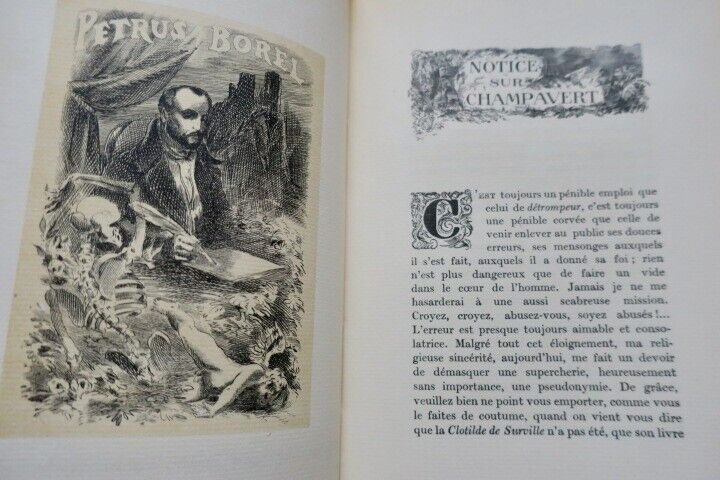 PETRUS BOREL
NOTICE
SUR
CHAMPAVERT
C'EST toujours un pénible emploi que
celui de détrompeur, c'est toujours
une pénible corvée que celle de
venir enlever au public ses douces
erreurs, ses mensonges auxquels
il s'est fait, auxquels il a donné sa foi ; rien
n'est plus dangereux que de faire un vide
dans le cœur de l'homme. Jamais je ne me
hasarderai à une aussi scabreuse mission.
Croyez, croyez, abusez-vous, soyez abusés !...
L'erreur est presque toujours aimable et conso-
latrice. Malgré tout cet éloignement, ma reli-
gieuse sincérité, aujourd'hui, me fait un devoir
de démasquer une supercherie, heureusement
sans importance, une pseudonymie. De grâce,
veuillez bien ne point vous emporter, comme vous
le faites de coutume, quand on vient vous dire
que la Clotilde de Surville n'a pas été, que son livre